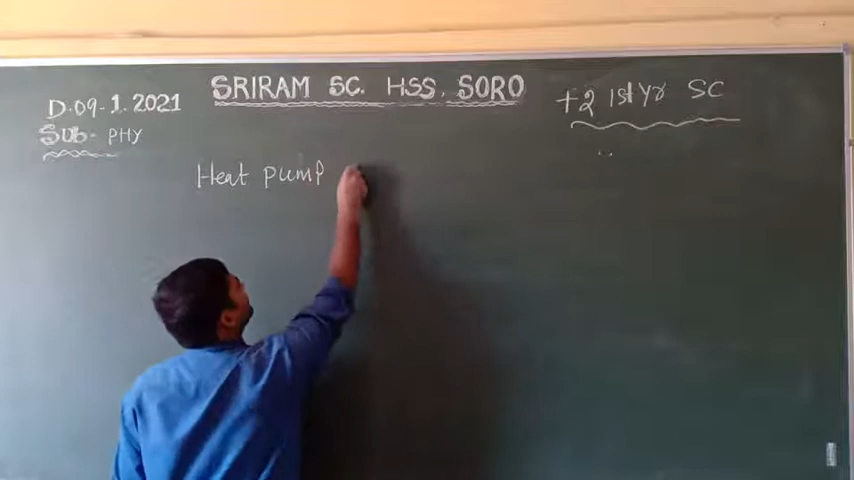 SRIRAM SC. HSS, SORO
D-09-1.2021
+2 1st Yr SC
Sub- PHY
Heat pump